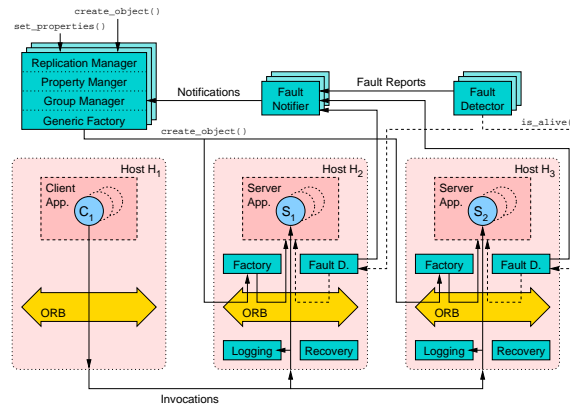 create_object()
set_properties()
Replication Manager
Property Manger
Group Manager
Generic Factory
Notifications
Fault
Notifier
Fault Reports
Fault
Detector
is_alive()
create_object()
Host H1
Client
App.
C1
ORB
Host H2
Server
App.
S1
Factory
Fault D.
ORB
Logging
Recovery
Host H3
Server
App.
S2
Factory
Fault D.
ORB
Logging
Recovery
Invocations